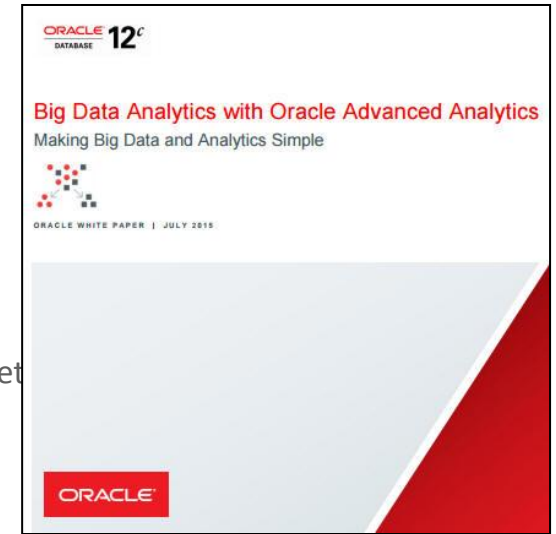 ORACLE
DATABASE 12c
Big Data Analytics with Oracle Advanced Analytics
Making Big Data and Analytics Simple
ORACLE WHITE PAPER | JULY 2015
et
ORACLE